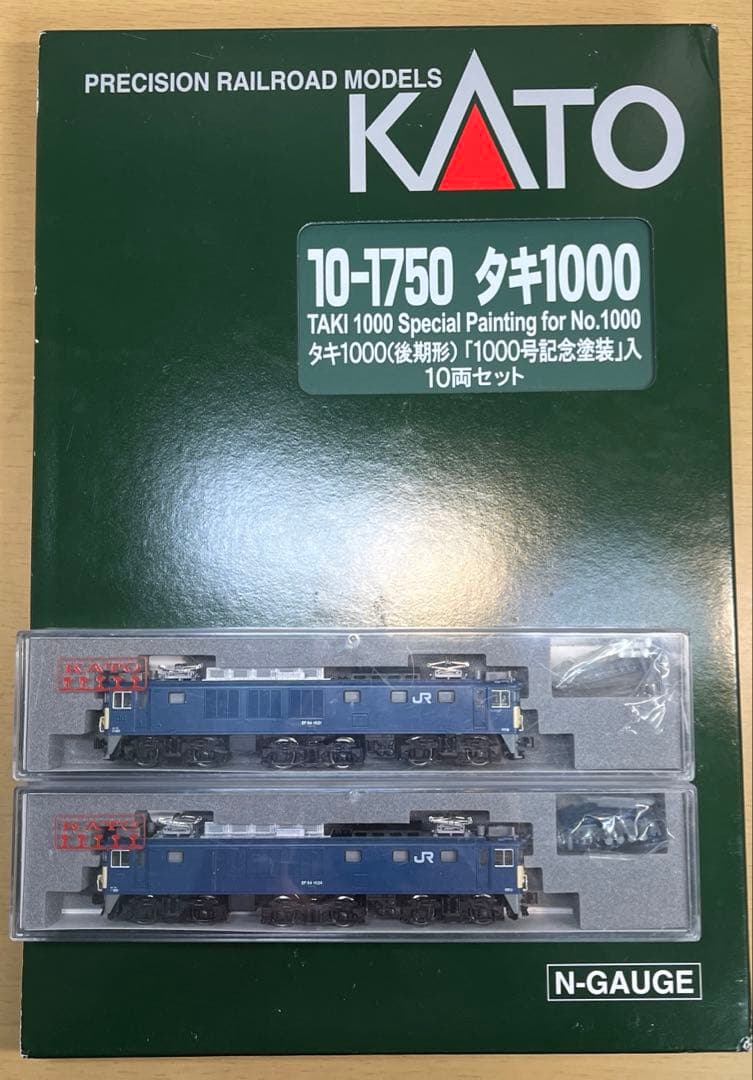 PRECISION RAILROAD MODELS
KATO
10-1750 タキ1000
TAKI 1000 Special Painting for No.1000
タキ1000(後期形)「1000号記念塗装」入
10両セット
KATO
JR
KATO
JR
N-GAUGE